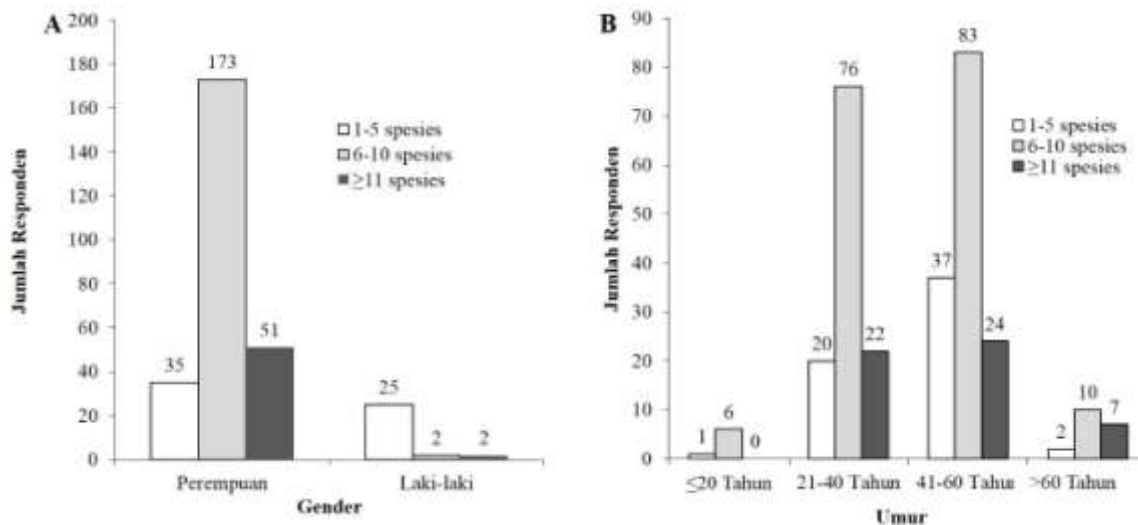 A
200
180
160
140
120
100
80
60
40
20
0
Jumlah Responden
173
51
35
25
2
2
1-5 spesies
6-10 spesies
≥11 spesies
Perempuan
Laki-laki
Gender
B
90
80
70
60
50
40
30
20
10
0
Jumlah Responden
1
6
0
20
76
22
37
83
24
2
10
7
1-5 spesies
6-10 spesies
≥11 spesies
≤20 Tahun
21-40 Tahun
41-60 Tahur
>60 Tahun
Umur